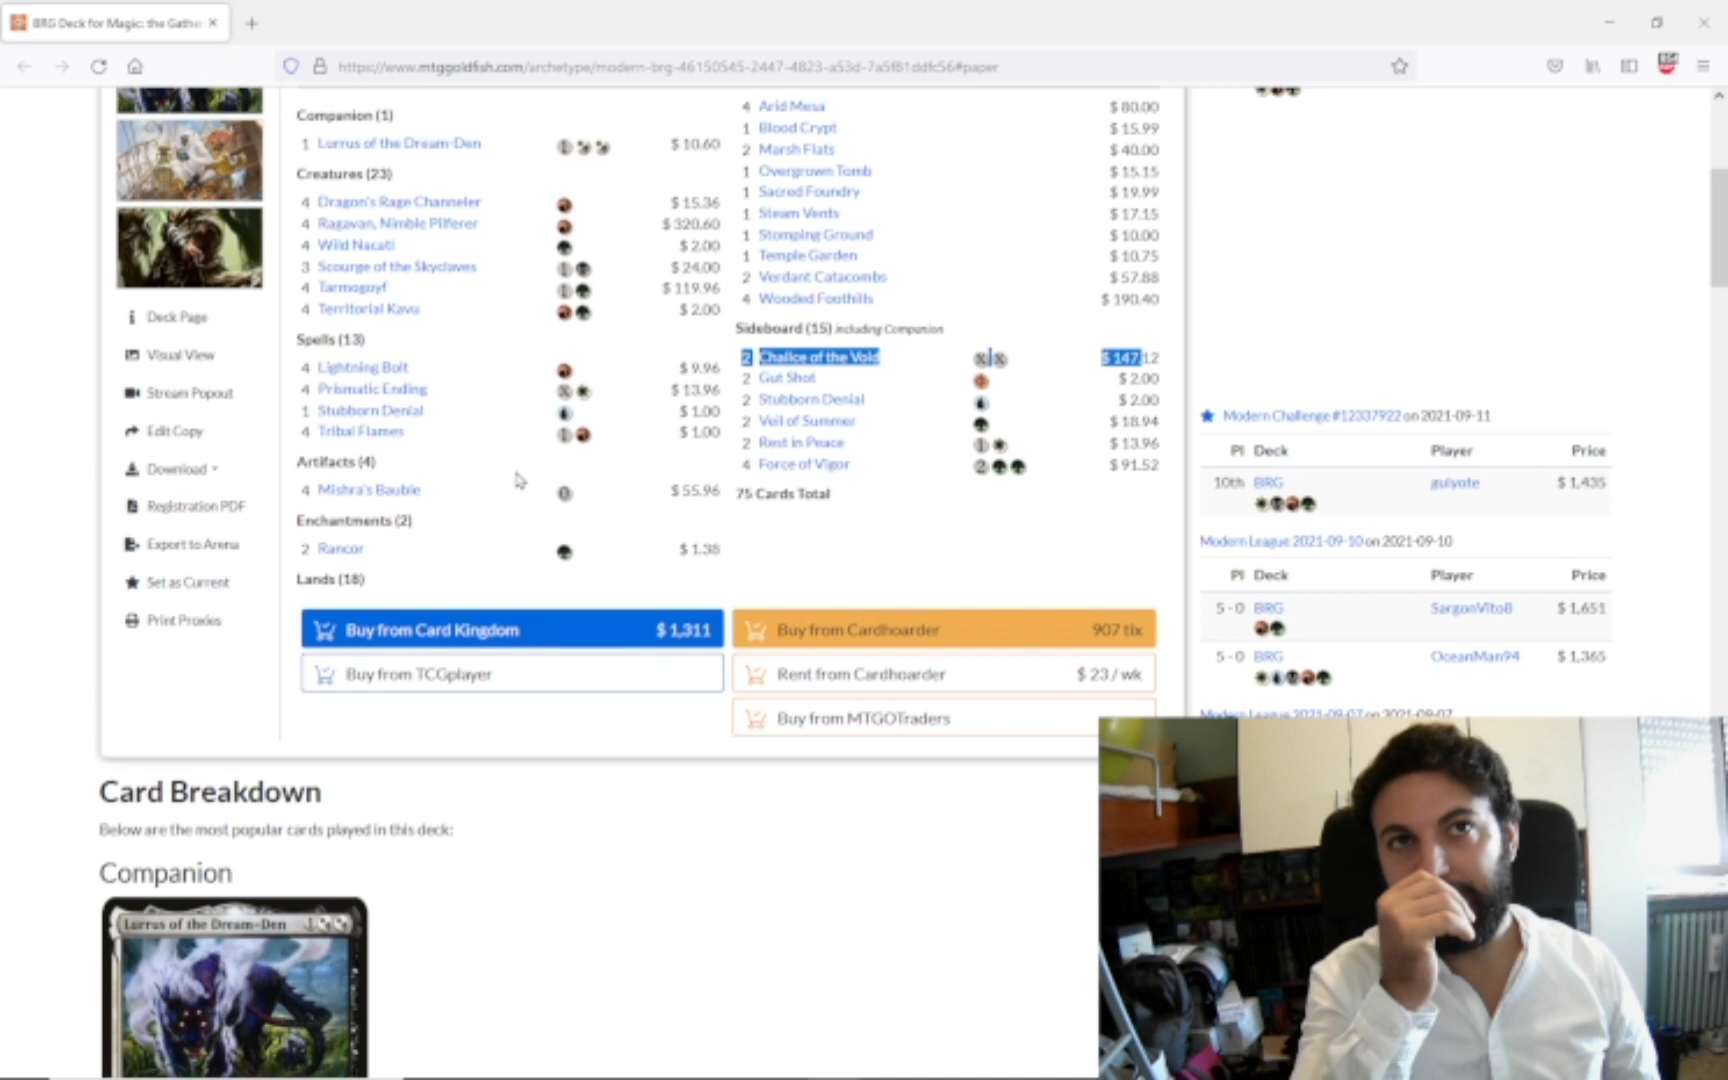 BRG Deck for Magic: the Gather
https://www.mtggoldfish.com/archetype/modern-brg-46150545-2447-4823-a53d-7a5f81ddfc56#paper
Companion (1)
1 Lurrus of the Dream-Den $ 10.60
Creatures (23)
4 Dragon's Rage Channeler $ 15.36
4 Ragavan, Nimble Pilferer $ 320.60
4 Wild Nacatl $ 2.00
3 Scourge of the Skyclaves $ 24.00
4 Tarmogoyf $ 119.96
4 Territorial Kavu $ 2.00
Spells (13)
4 Lightning Bolt $ 9.96
4 Prismatic Ending $ 13.96
1 Stubborn Denial $ 1.00
4 Tribal Flames $ 1.00
Artifacts (4)
4 Mishra's Bauble $ 55.96
Enchantments (2)
2 Rancor $ 1.38
Lands (18)
4 Arid Mesa $ 80.00
1 Blood Crypt $ 15.99
2 Marsh Flats $ 40.00
1 Overgrown Tomb $ 15.15
1 Sacred Foundry $ 19.99
1 Steam Vents $ 17.15
1 Stomping Ground $ 10.00
1 Temple Garden $ 10.75
2 Verdant Catacombs $ 57.88
4 Wooded Foothills $ 190.40
Sideboard (15) including Companion
2 Chalice of the Void $ 147.12
2 Gut Shot $ 2.00
2 Stubborn Denial $ 2.00
2 Veil of Summer $ 18.94
2 Rest in Peace $ 13.96
4 Force of Vigor $ 91.52
75 Cards Total
Deck Page
Visual View
Stream Popout
Edit Copy
Download
Registration PDF
Export to Arena
Set as Current
Print Proxies
Buy from Card Kingdom $ 1,311
Buy from TCGplayer
Buy from Cardhoarder 907 tix
Rent from Cardhoarder $ 23 / wk
Buy from MTGOTraders
Modern Challenge #12337922 on 2021-09-11
Pl Deck Player Price
10th BRG gulyote $ 1,435
Modern League 2021-09-10 on 2021-09-10
Pl Deck Player Price
5 - 0 BRG SargonVito8 $ 1,651
5 - 0 BRG OceanMan94 $ 1,365
Modern League 2021-09-07 on 2021-09-07
Card Breakdown
Below are the most popular cards played in this deck:
Companion
Lurrus of the Dream-Den